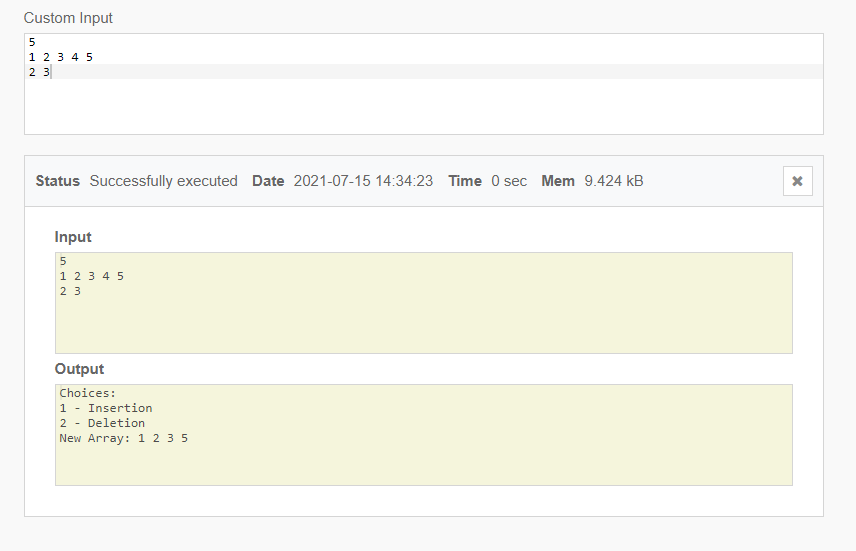 Custom Input
5
1 2 3 4 5
2 3
Status Successfully executed Date 2021-07-15 14:34:23 Time 0 sec Mem 9.424 kB
Input
5
1 2 3 4 5
2 3
Output
Choices:
1 - Insertion
2 - Deletion
New Array: 1 2 3 5